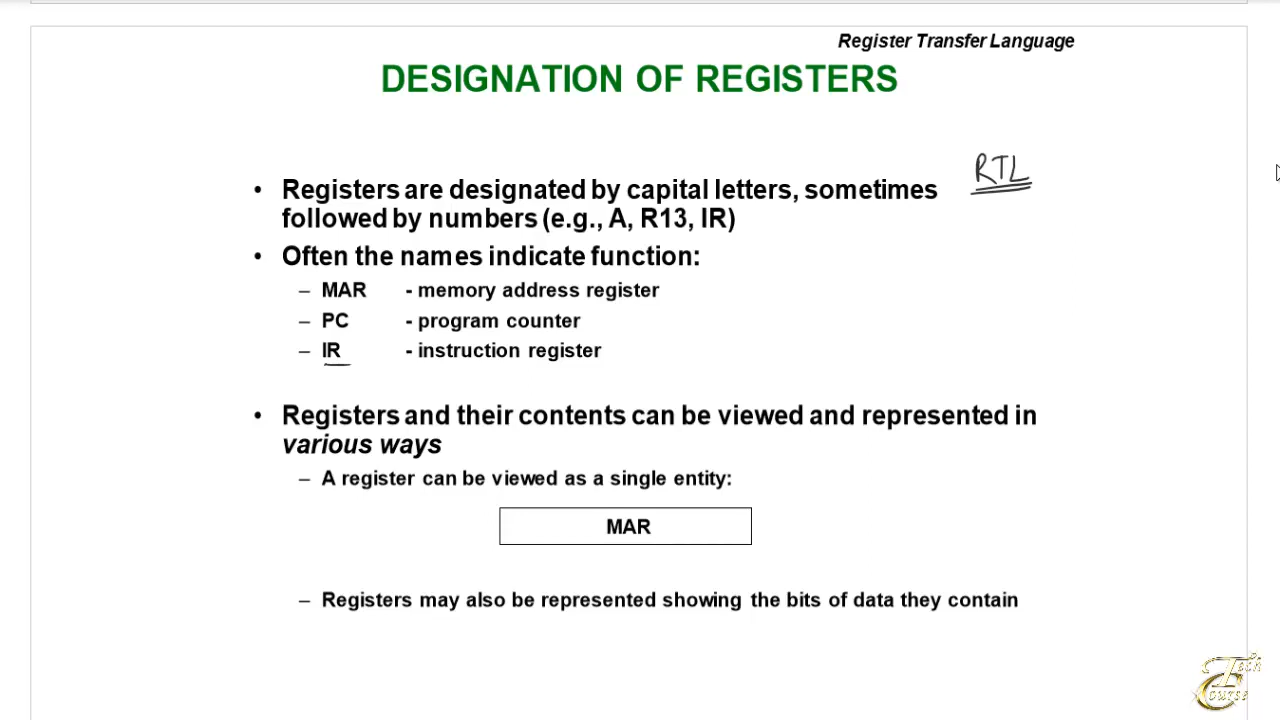 Register Transfer Language
DESIGNATION OF REGISTERS
RTL
• Registers are designated by capital letters, sometimes
followed by numbers (e.g., A, R13, IR)
• Often the names indicate function:
– MAR - memory address register
– PC - program counter
– IR - instruction register
• Registers and their contents can be viewed and represented in
various ways
– A register can be viewed as a single entity:
MAR
– Registers may also be represented showing the bits of data they contain
Tech
Course